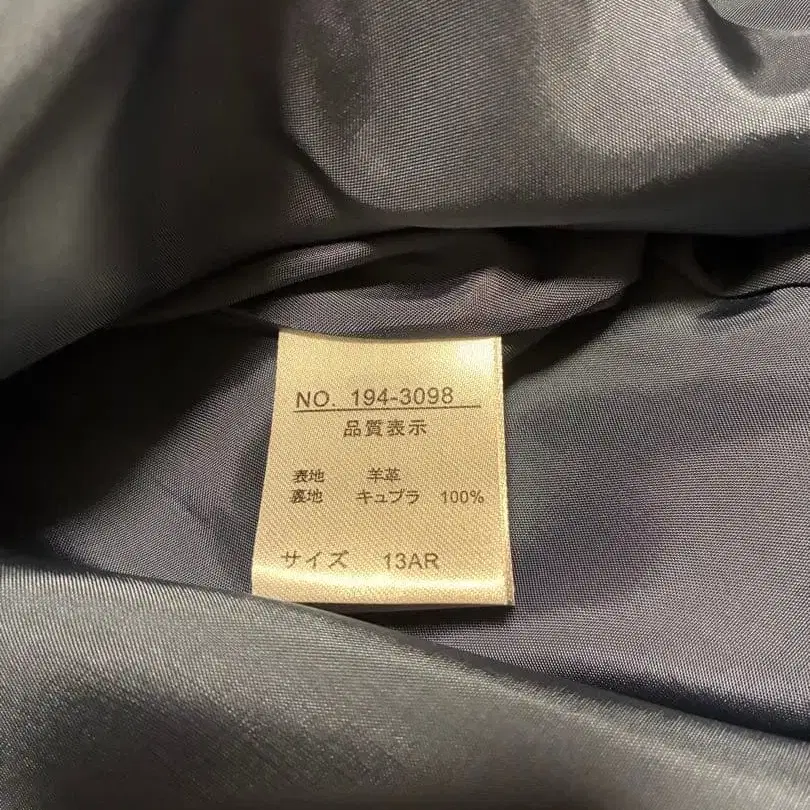 NO. 194-3098
品質表示
表地 羊革
裏地 キュプラ 100%
サイズ 13AR